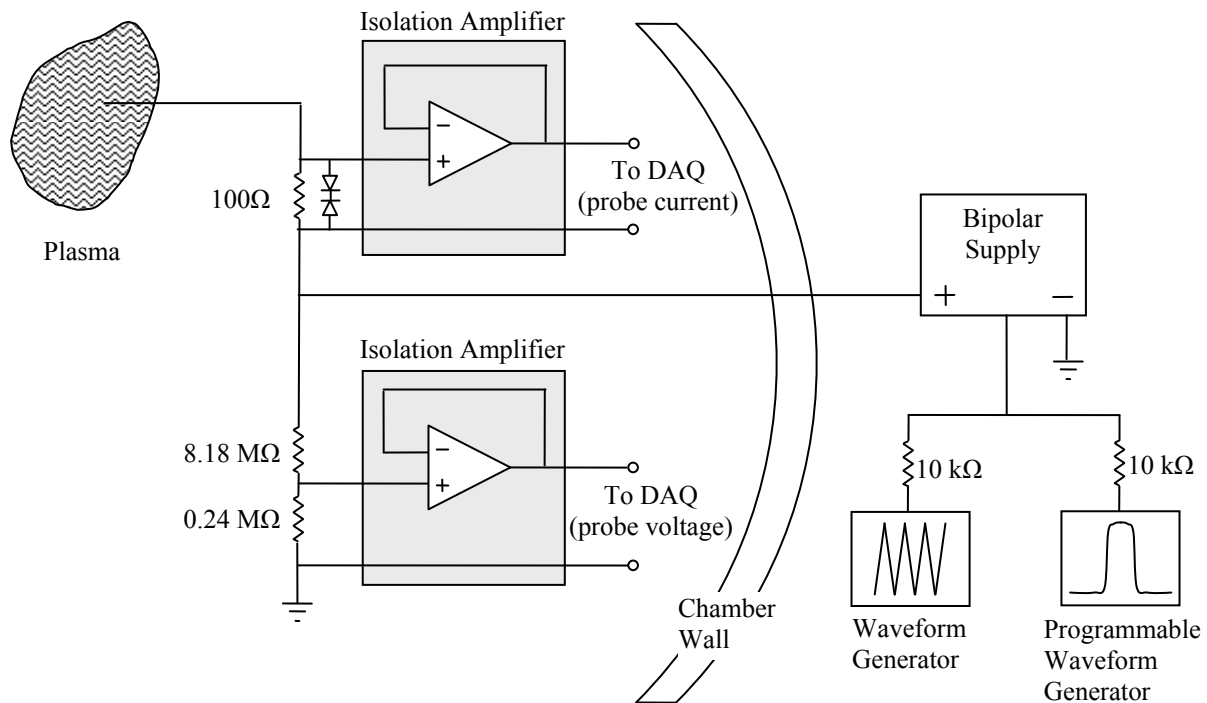 Isolation Amplifier
−
+
100Ω
To DAQ
(probe current)
Plasma
Bipolar
Supply
+
−
Isolation Amplifier
8.18 MΩ
−
+
0.24 MΩ
To DAQ
(probe voltage)
10 kΩ
10 kΩ
Chamber
Wall
Waveform
Generator
Programmable
Waveform
Generator